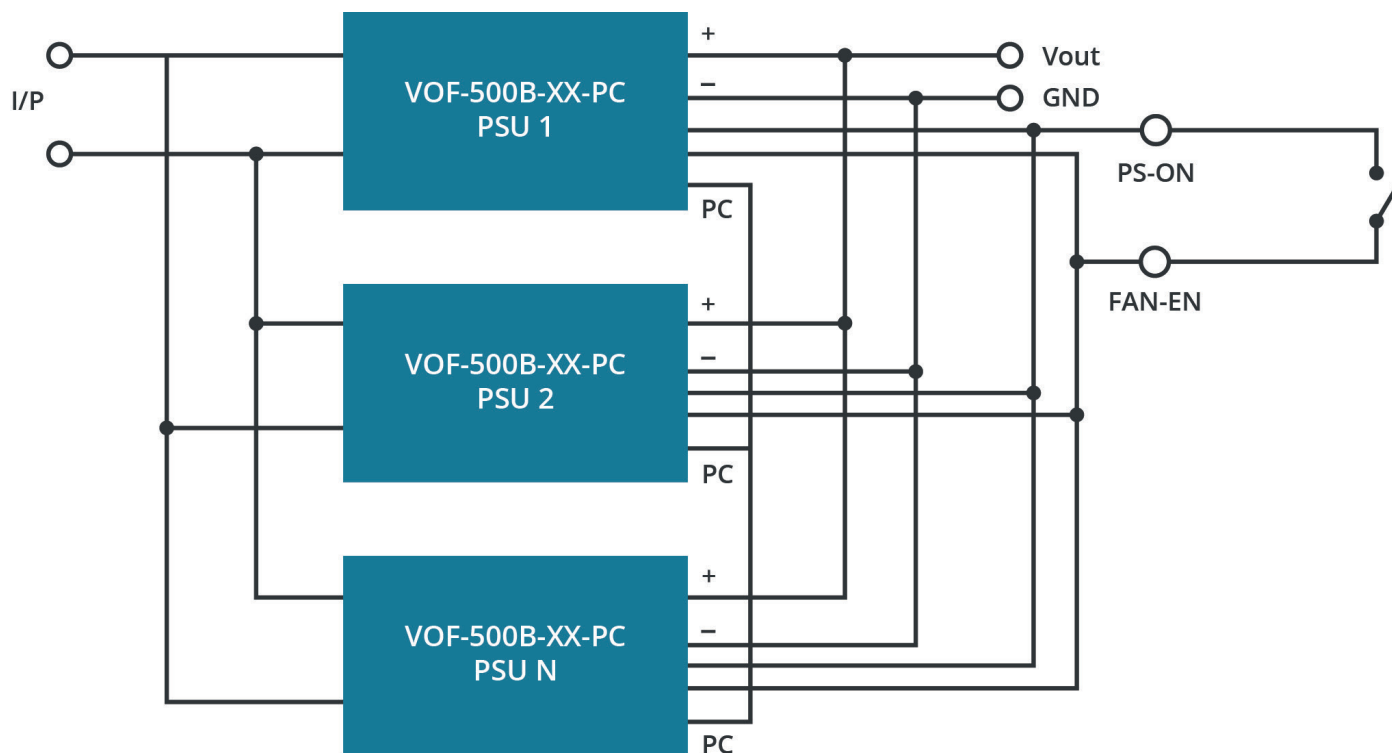 I/P
VOF-500B-XX-PC
PSU 1
+
−
PC
Vout
GND
PS-ON
FAN-EN
VOF-500B-XX-PC
PSU 2
+
−
PC
VOF-500B-XX-PC
PSU N
+
−
PC